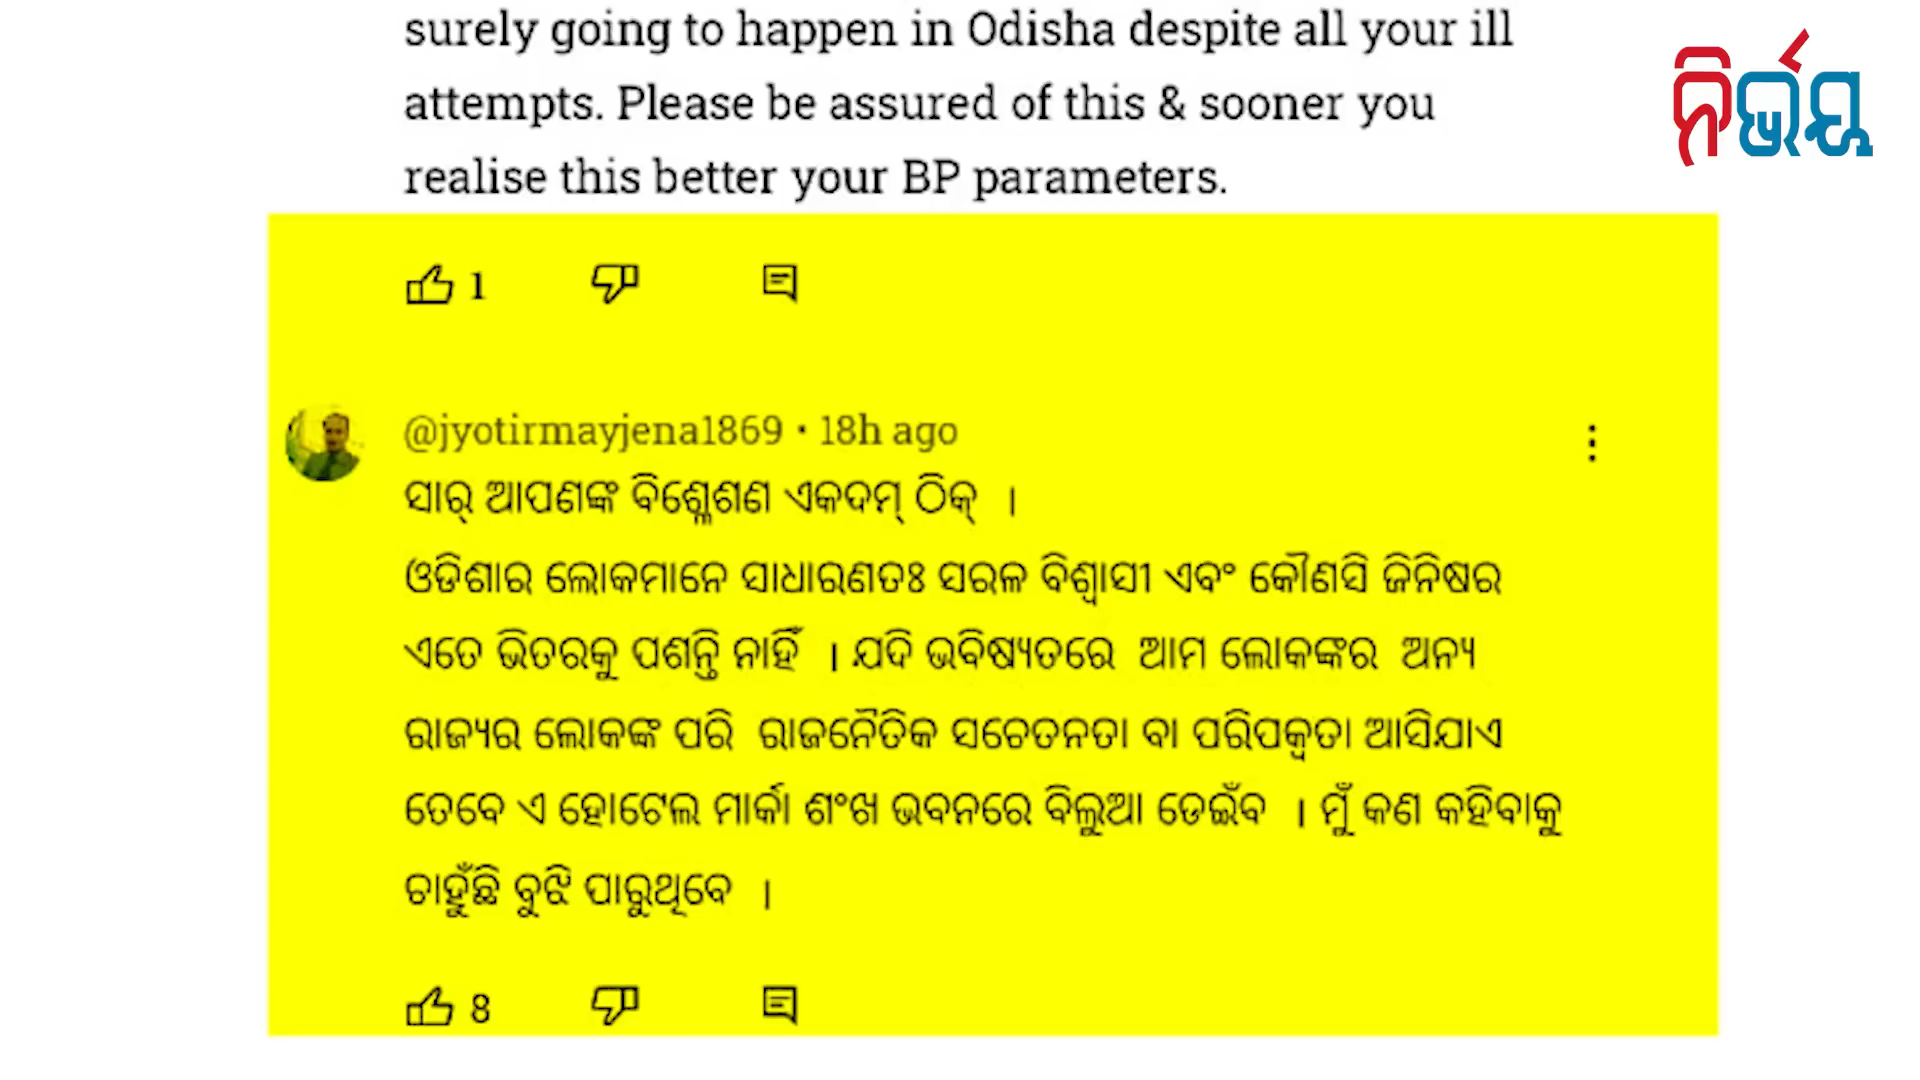 surely going to happen in Odisha despite all your ill
attempts. Please be assured of this & sooner you
realise this better your BP parameters.
ନିର୍ଭୟ
1
@jyotirmayjena1869 • 18h ago
ସାର୍ ଆପଣଙ୍କ ବିଶ୍ଳେଶଣ ଏକଦମ୍ ଠିକ୍ ।
ଓଡିଶାର ଲୋକମାନେ ସାଧାରଣତଃ ସରଳ ବିଶ୍ୱାସୀ ଏବଂ କୌଣସି ଜିନିଷର
ଏତେ ଭିତରକୁ ପଶନ୍ତି ନାହିଁ । ଯଦି ଭବିଷ୍ୟତରେ ଆମ ଲୋକଙ୍କର ଅନ୍ୟ
ରାଜ୍ୟର ଲୋକଙ୍କ ପରି ରାଜନୈତିକ ସଚେତନତା ବା ପରିପକ୍ୱତା ଆସିଯାଏ
ତେବେ ଏ ହୋଟେଲ ମାର୍କା ଶଂଖ ଭବନରେ ବିଲୁଆ ଡେଇଁବ । ମୁଁ କଣ କହିବାକୁ
ଚାହୁଁଛି ବୁଝି ପାରୁଥିବେ ।
8